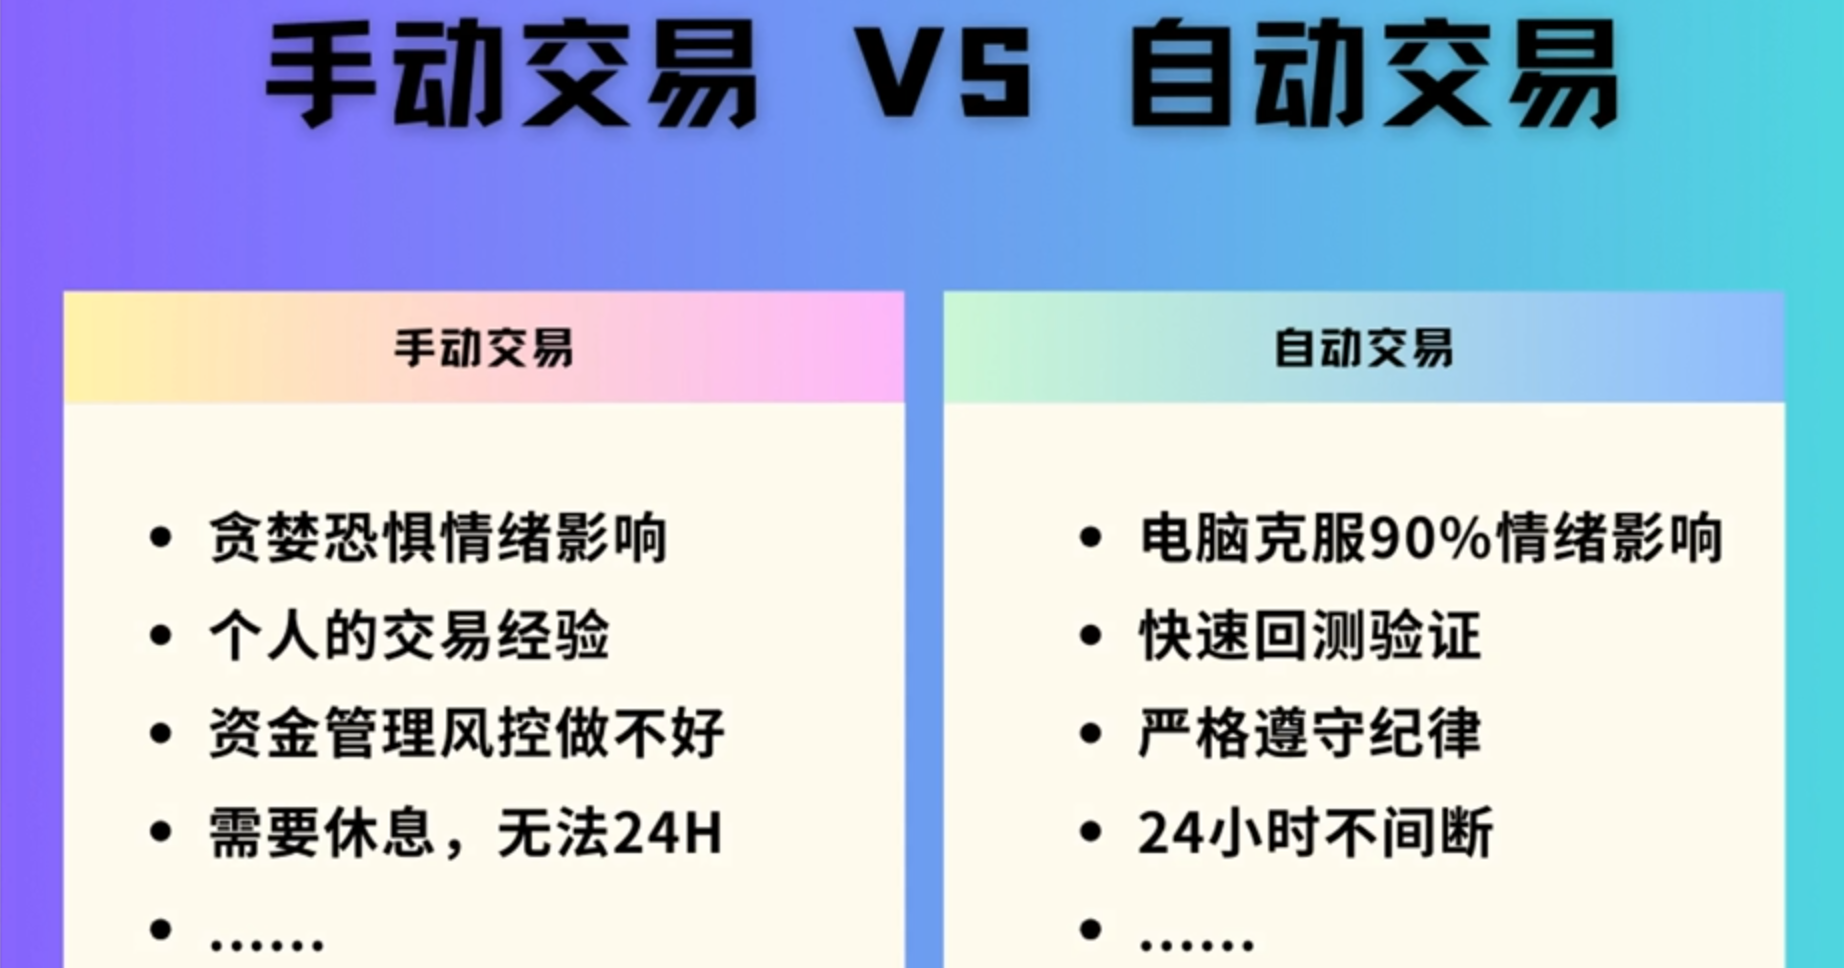 手动交易 VS 自动交易
手动交易
贪婪恐惧情绪影响
个人的交易经验
资金管理风控做不好
需要休息，无法24H
......
自动交易
电脑克服90%情绪影响
快速回测验证
严格遵守纪律
24小时不间断
......